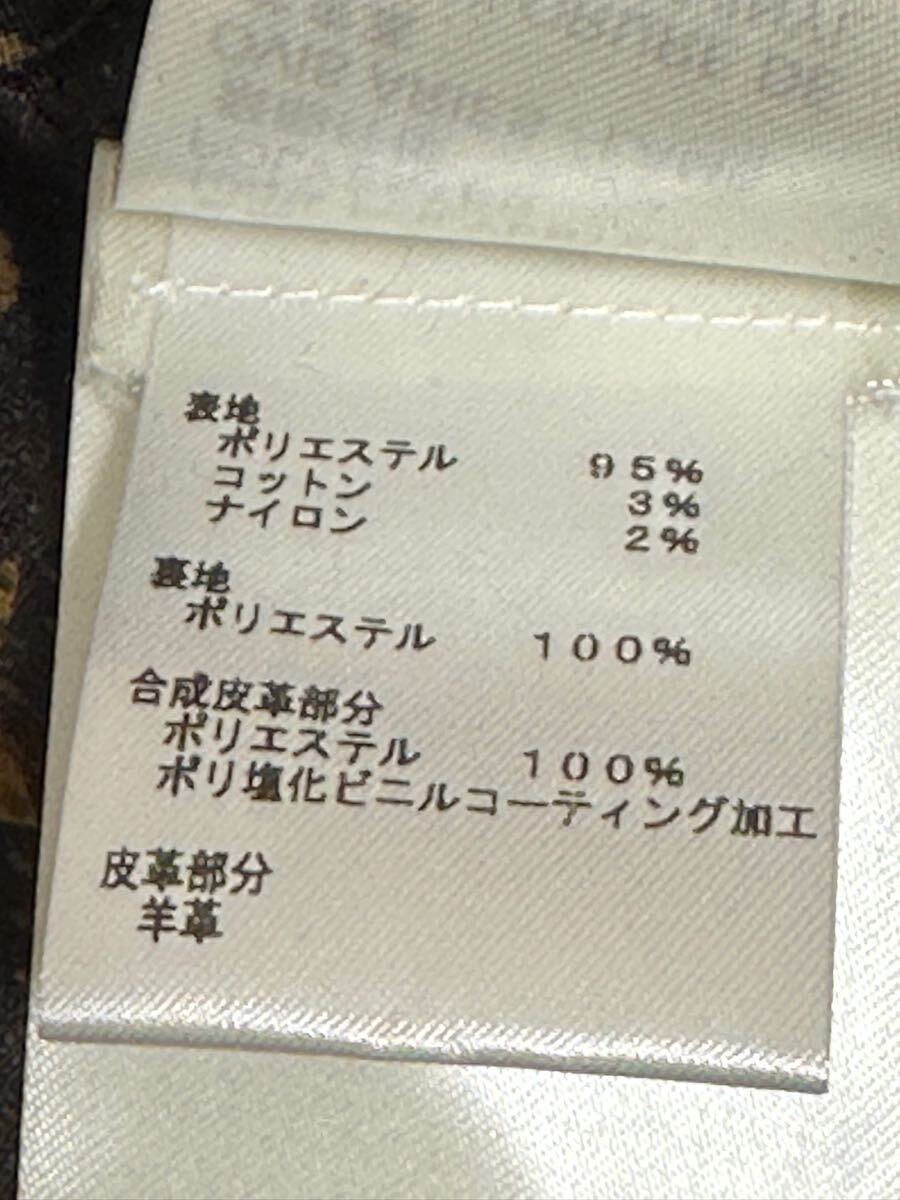 表地
ポリエステル 95%
コットン 3%
ナイロン 2%
裏地
ポリエステル 100%
合成皮革部分
ポリエステル 100%
ポリ塩化ビニルコーティング加工
皮革部分
羊革